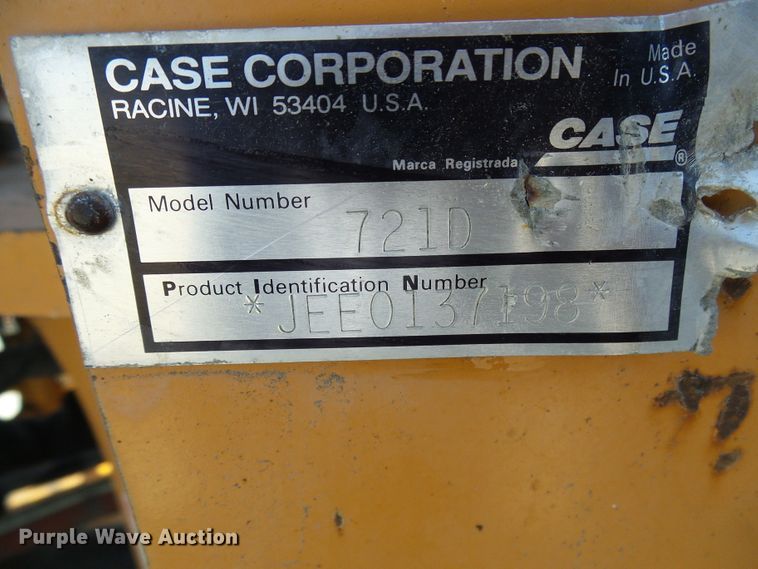 CASE CORPORATION
Made
In U.S.A.
RACINE, WI 53404 U.S.A.
CASE
®
Marca Registrada
Model Number
721D
Product Identification Number
*JEE0137198*
Purple Wave Auction®